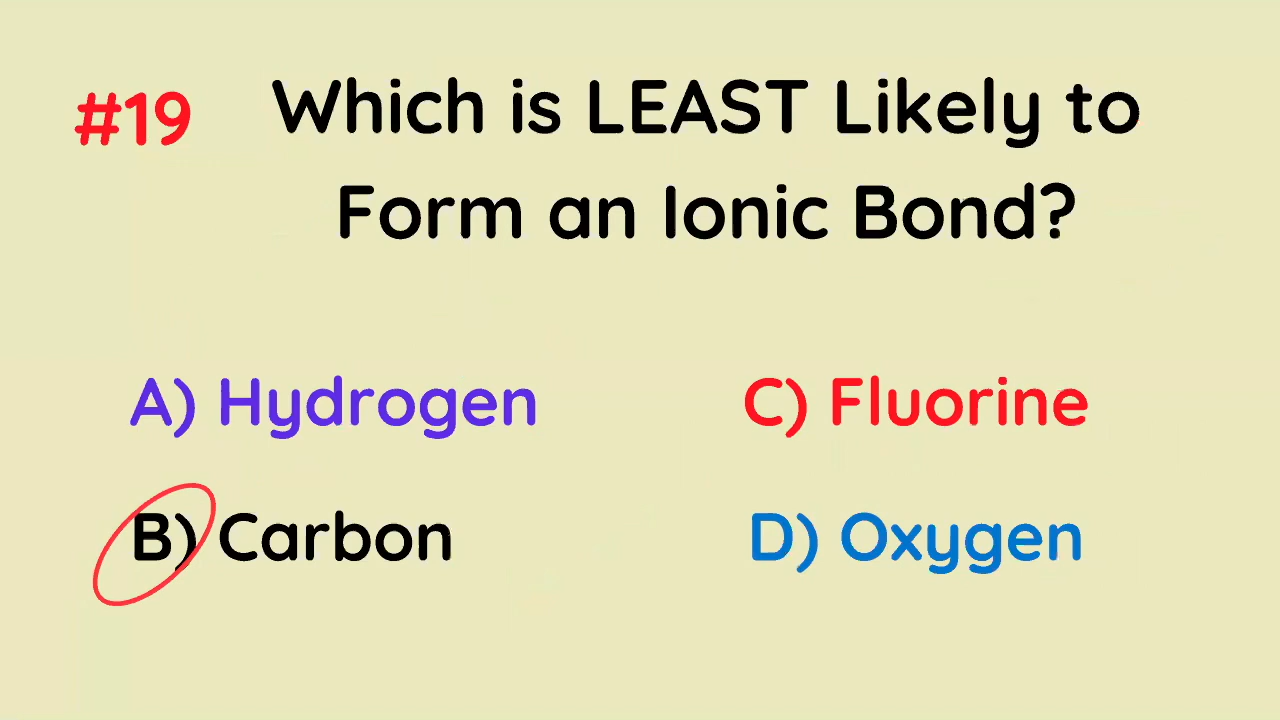 #19 Which is LEAST Likely to
Form an Ionic Bond?
A) Hydrogen
B) Carbon
C) Fluorine
D) Oxygen